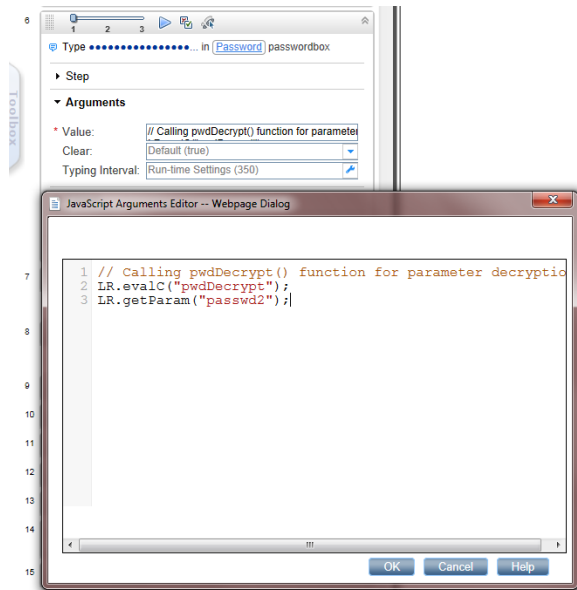 6
1 2 3
Type ●●●●●●●●●●●●●●●●●... in Password passwordbox
Step
Arguments
* Value: // Calling pwdDecrypt() function for parameter
Clear: Default (true)
Typing Interval: Run-time Settings (350)
Toolbox
JavaScript Arguments Editor -- Webpage Dialog
7
1 // Calling pwdDecrypt() function for parameter decryptio
2 LR.evalC("pwdDecrypt");
3 LR.getParam("passwd2");
8
9
10
11
12
13
14
15
OK Cancel Help